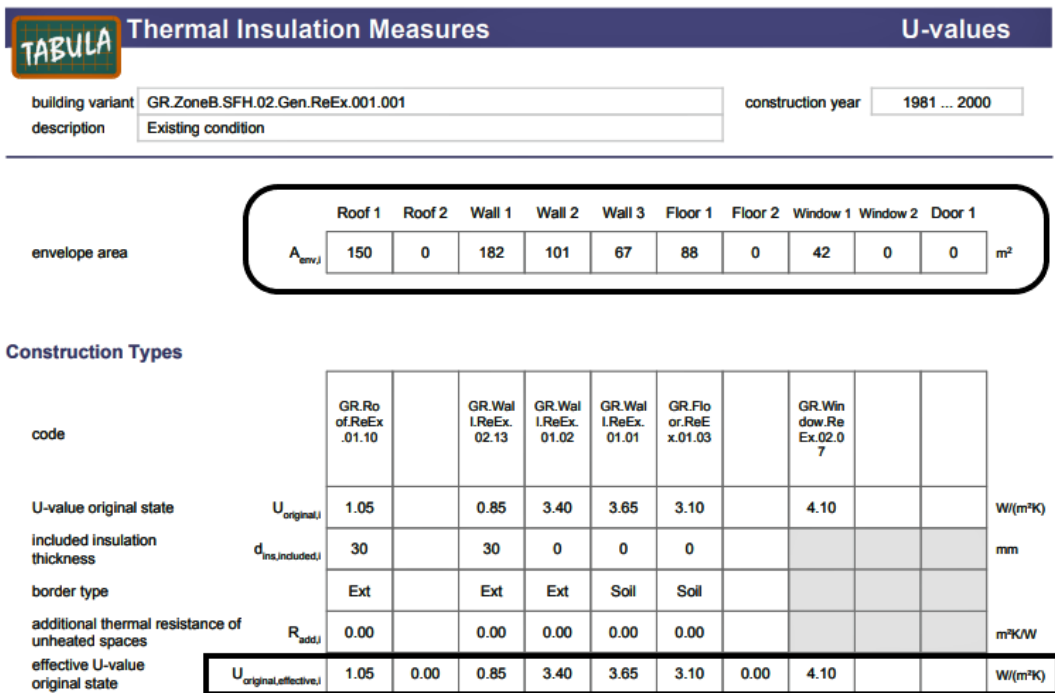 TABULA Thermal Insulation Measures U-values
building variant GR.ZoneB.SFH.02.Gen.ReEx.001.001 construction year 1981 ... 2000
description Existing condition
Roof 1 Roof 2 Wall 1 Wall 2 Wall 3 Floor 1 Floor 2 Window 1 Window 2 Door 1
envelope area A env,i 150 0 182 101 67 88 0 42 0 0 m²
Construction Types
code
GR.Ro GR.Wal GR.Wal GR.Wal GR.Flo GR.Win
of.ReEx l.ReEx. l.ReEx. l.ReEx. or.ReE dow.Re
.01.10 02.13 01.02 01.01 x.01.03 Ex.02.0
7
U-value original state U original,i 1.05 0.85 3.40 3.65 3.10 4.10 W/(m²K)
included insulation
thickness d ins,included,i 30 30 0 0 0 mm
border type Ext Ext Ext Soil Soil
additional thermal resistance of
unheated spaces R add,i 0.00 0.00 0.00 0.00 0.00 m²K/W
effective U-value
original state U original,effective,i 1.05 0.00 0.85 3.40 3.65 3.10 0.00 4.10 W/(m²K)